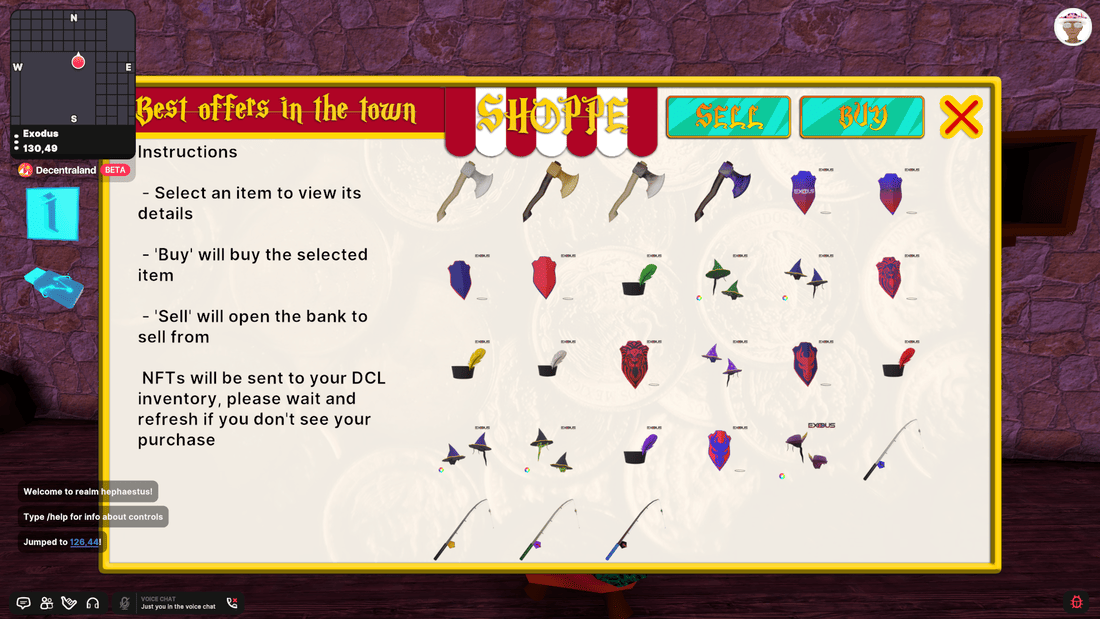 N
W
E
S
Exodus
130,49
Decentraland BETA
Best offers in the town
SHOPPE
SELL
BUY
Instructions
- Select an item to view its
details
- 'Buy' will buy the selected
item
- 'Sell' will open the bank to
sell from
NFTs will be sent to your DCL
inventory, please wait and
refresh if you don't see your
purchase
EXODUS
Welcome to realm hephaestus!
Type /help for info about controls
Jumped to 126,44!
VOICE CHAT
Just you in the voice chat